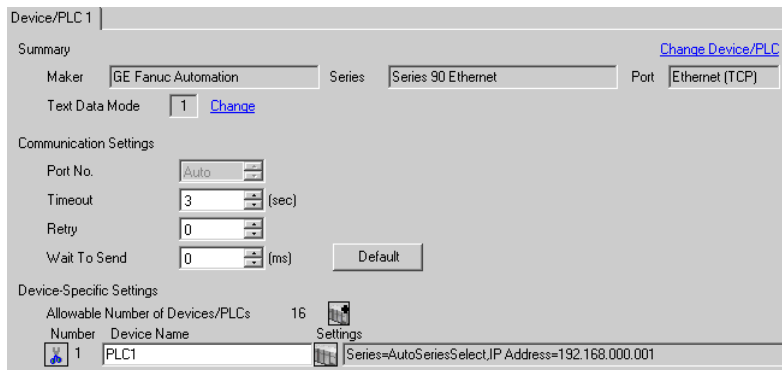 Device/PLC 1
Summary Change Device/PLC
Maker GE Fanuc Automation Series Series 90 Ethernet Port Ethernet (TCP)
Text Data Mode 1 Change
Communication Settings
Port No. Auto
Timeout 3 (sec)
Retry 0
Wait To Send 0 (ms) Default
Device-Specific Settings
Allowable Number of Devices/PLCs 16
Number Device Name Settings
1 PLC1 Series=AutoSeriesSelect,IP Address=192.168.000.001